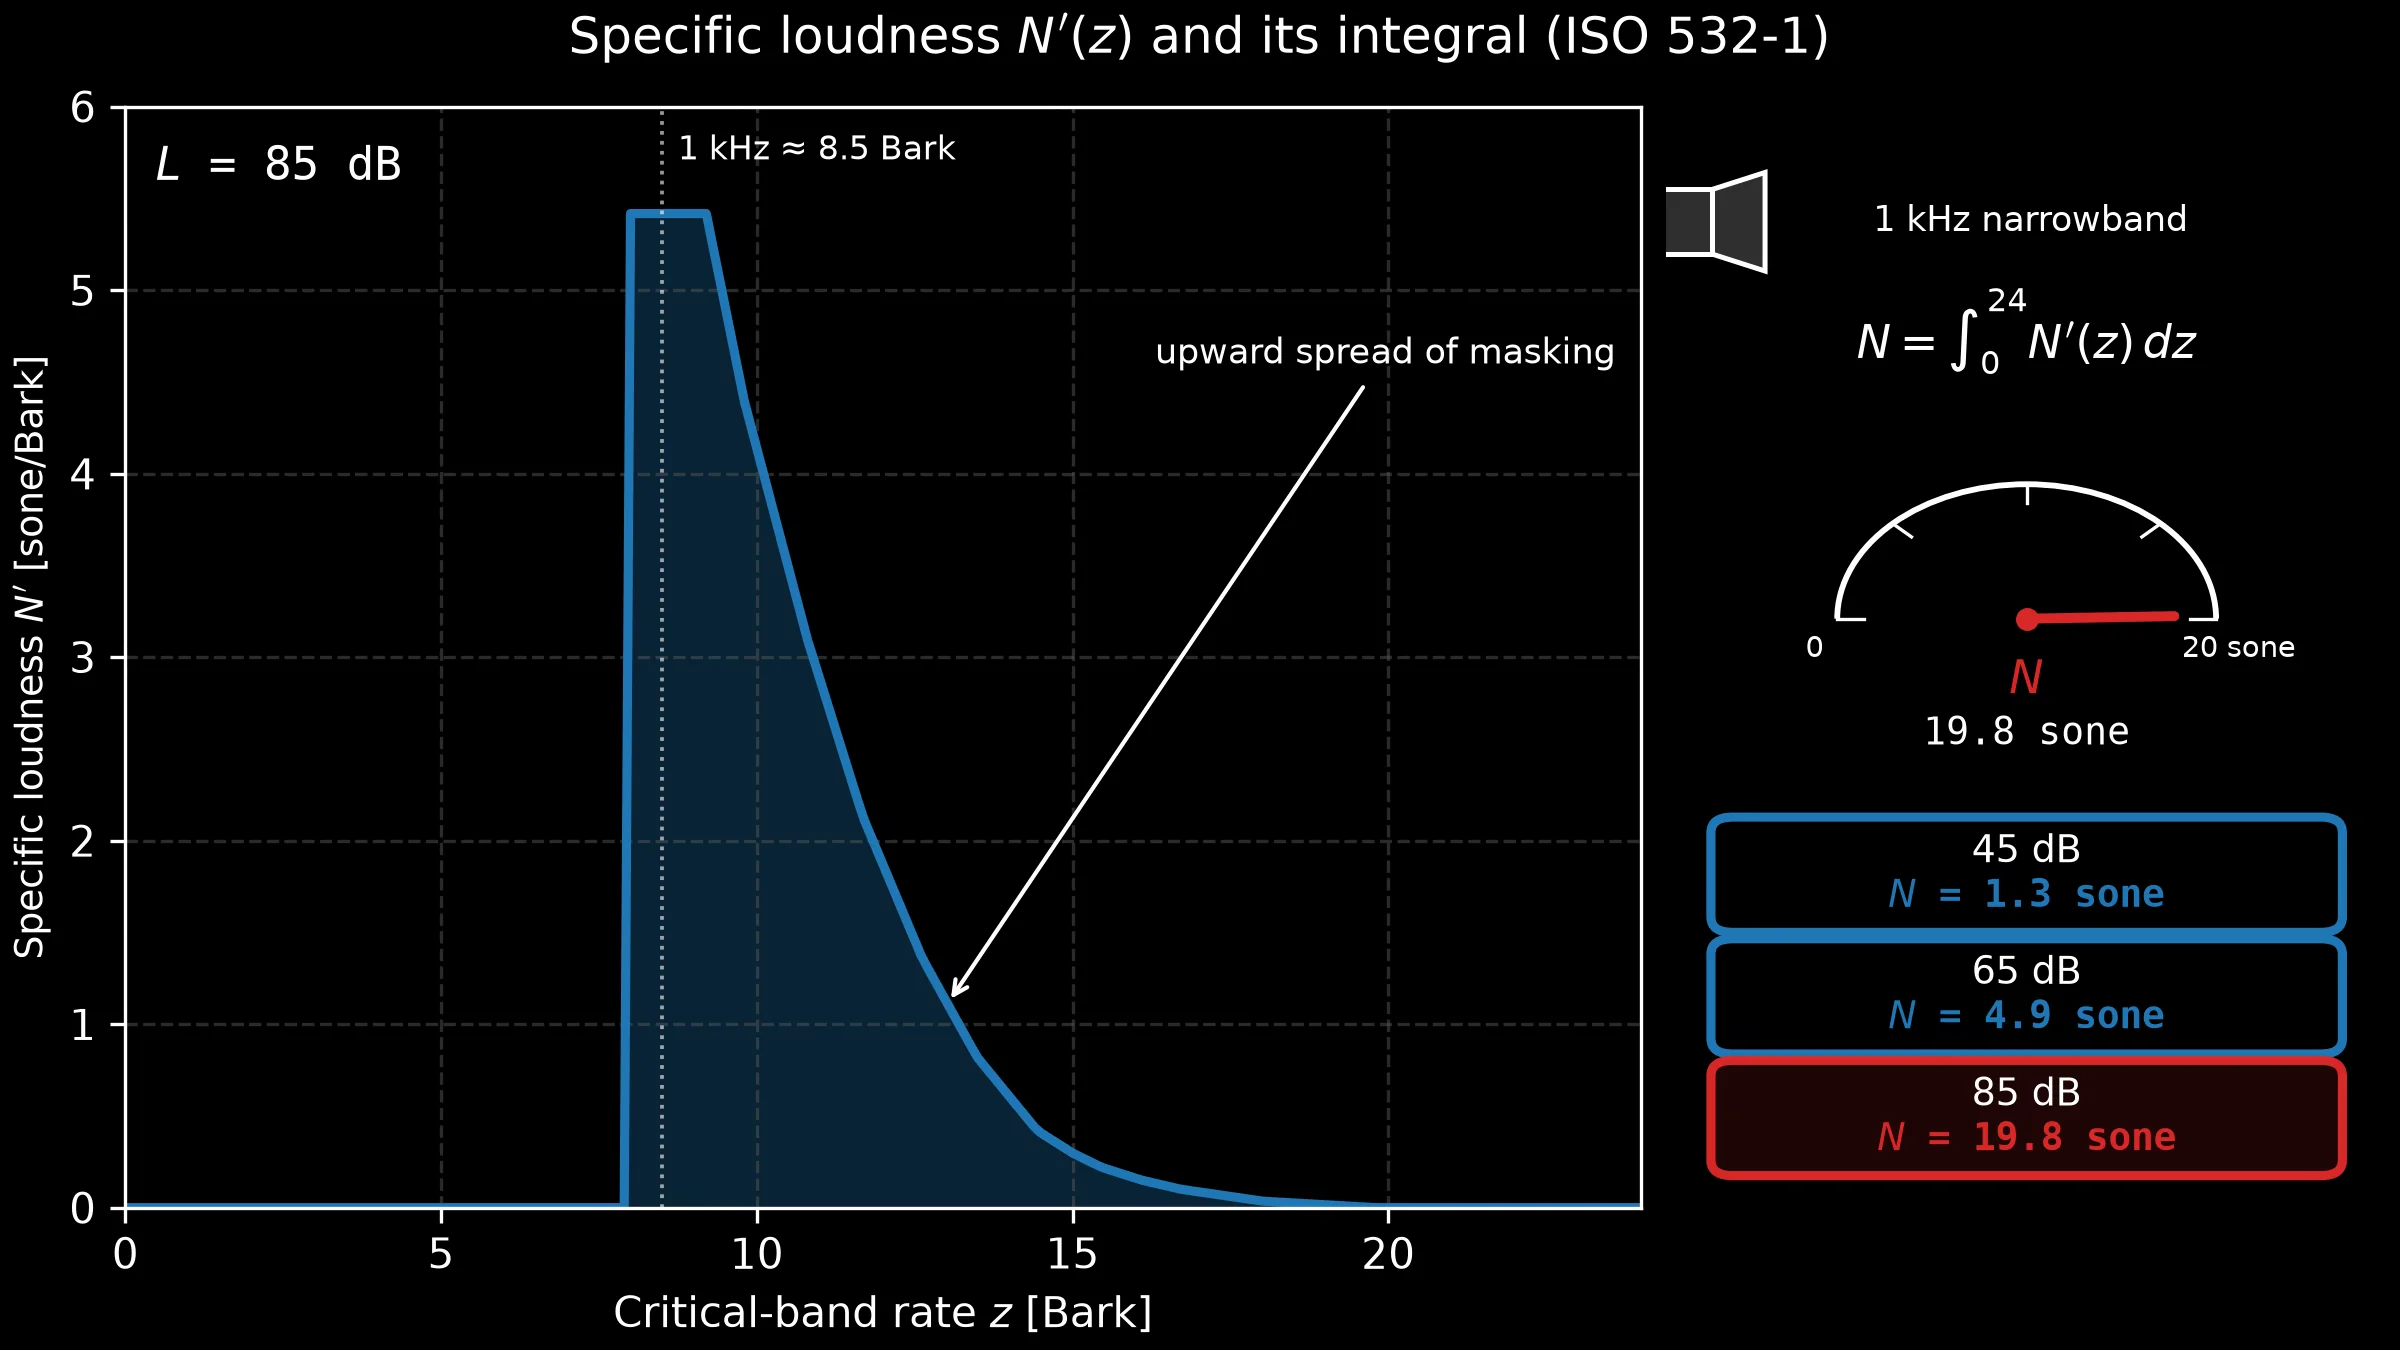 Specific loudness N′(z) and its integral (ISO 532-1)
L = 85 dB
1 kHz ≈ 8.5 Bark
upward spread of masking
Specific loudness N′ [sone/Bark]
6
5
4
3
2
1
0
0 5 10 15 20
Critical-band rate z [Bark]
1 kHz narrowband
N = ∫₀²⁴ N′(z) dz
0
20 sone
N
19.8 sone
45 dB
N = 1.3 sone
65 dB
N = 4.9 sone
85 dB
N = 19.8 sone